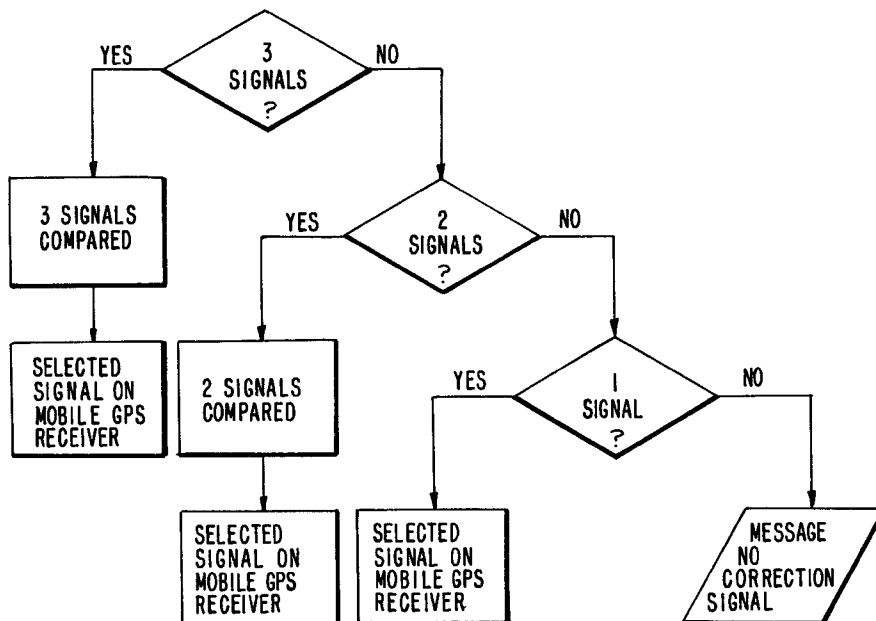 3
SIGNALS
?
YES
NO
3 SIGNALS
COMPARED
2
SIGNALS
?
YES
NO
SELECTED
SIGNAL ON
MOBILE GPS
RECEIVER
2 SIGNALS
COMPARED
1
SIGNAL
?
YES
NO
SELECTED
SIGNAL ON
MOBILE GPS
RECEIVER
SELECTED
SIGNAL ON
MOBILE GPS
RECEIVER
MESSAGE
NO
CORRECTION
SIGNAL